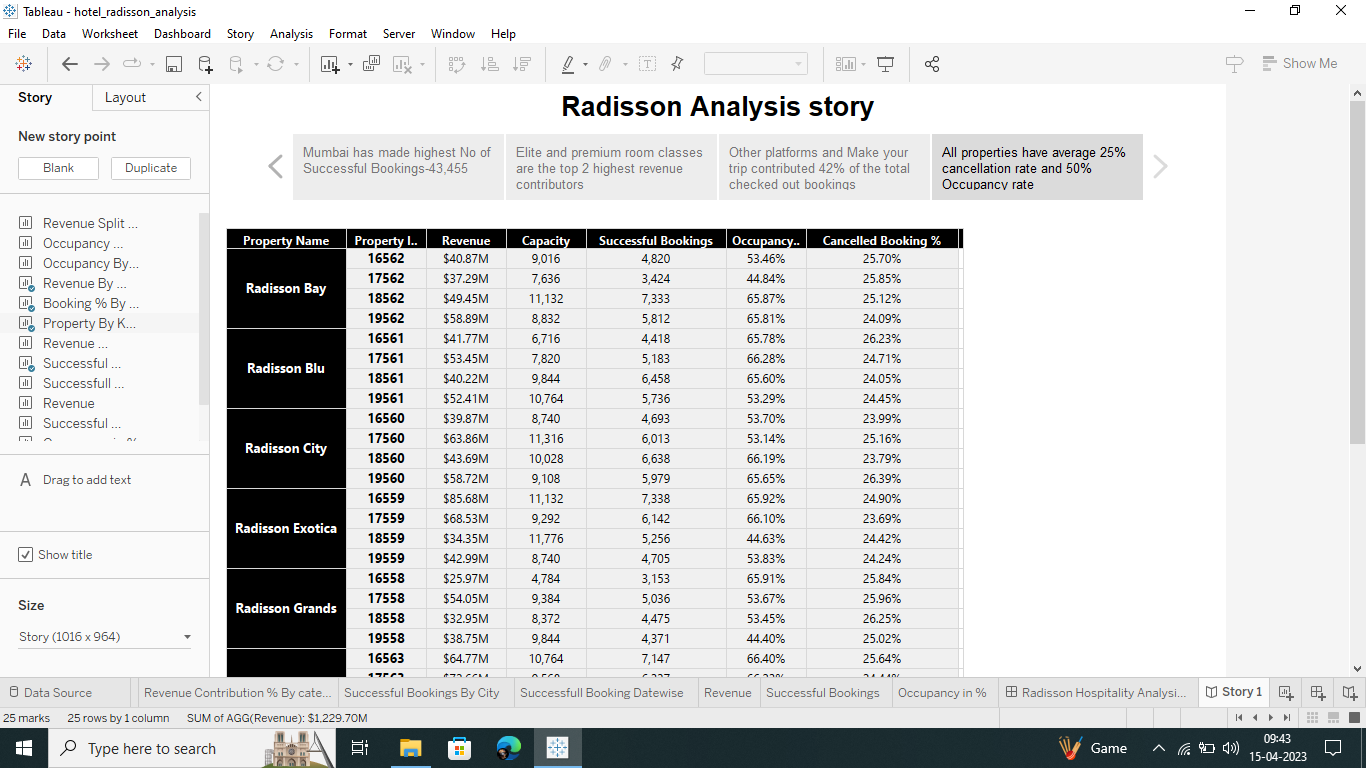 Tableau - hotel_radisson_analysis
File Data Worksheet Dashboard Story Analysis Format Server Window Help
Show Me
Story Layout
New story point
Blank Duplicate
Revenue Split ...
Occupancy ...
Occupancy By...
Revenue By ...
Booking % By ...
Property By K...
Revenue ...
Successful ...
Successfull ...
Revenue
Successful ...
A Drag to add text
Show title
Size
Story (1016 x 964)
Radisson Analysis story
Mumbai has made highest No of
Successful Bookings-43,455
Elite and premium room classes
are the top 2 highest revenue
contributors
Other platforms and Make your
trip contributed 42% of the total
checked out bookings
All properties have average 25%
cancellation rate and 50%
Occupancy rate
Property Name Property I.. Revenue Capacity Successful Bookings Occupancy.. Cancelled Booking %
Radisson Bay
16562 $40.87M 9,016 4,820 53.46% 25.70%
17562 $37.29M 7,636 3,424 44.84% 25.85%
18562 $49.45M 11,132 7,333 65.87% 25.12%
19562 $58.89M 8,832 5,812 65.81% 24.09%
Radisson Blu
16561 $41.77M 6,716 4,418 65.78% 26.23%
17561 $53.45M 7,820 5,183 66.28% 24.71%
18561 $40.22M 9,844 6,458 65.60% 24.05%
19561 $52.41M 10,764 5,736 53.29% 24.45%
Radisson City
16560 $39.87M 8,740 4,693 53.70% 23.99%
17560 $63.86M 11,316 6,013 53.14% 25.16%
18560 $43.69M 10,028 6,638 66.19% 23.79%
19560 $58.72M 9,108 5,979 65.65% 26.39%
Radisson Exotica
16559 $85.68M 11,132 7,338 65.92% 24.90%
17559 $68.53M 9,292 6,142 66.10% 23.69%
18559 $34.35M 11,776 5,256 44.63% 24.42%
19559 $42.99M 8,740 4,705 53.83% 24.24%
Radisson Grands
16558 $25.97M 4,784 3,153 65.91% 25.84%
17558 $54.05M 9,384 5,036 53.67% 25.96%
18558 $32.95M 8,372 4,475 53.45% 26.25%
19558 $38.75M 9,844 4,371 44.40% 25.02%
16563 $64.77M 10,764 7,147 66.40% 25.64%
Data Source Revenue Contribution % By cate... Successful Bookings By City Successfull Booking Datewise Revenue Successful Bookings Occupancy in % Radisson Hospitality Analysi... Story 1
25 marks 25 rows by 1 column SUM of AGG(Revenue): $1,229.70M
Type here to search
Game
09:43
15-04-2023